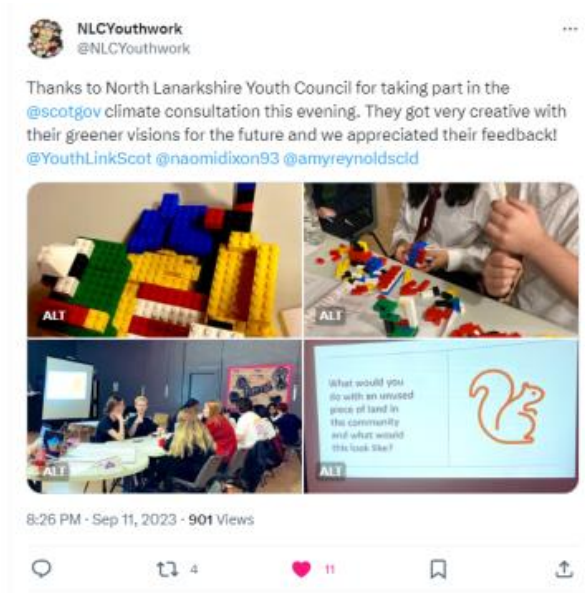 NLCYouthwork
@NLCYouthwork
Thanks to North Lanarkshire Youth Council for taking part in the
@scotgov climate consultation this evening. They got very creative with
their greener visions for the future and we appreciated their feedback!
@YouthLinkScot @naomidixon93 @amyreynoldscld
ALT
ALT
ALT
What would you
do with an unused
piece of land in
the community
and what would
this look like?
ALT
8:26 PM · Sep 11, 2023 · 901 Views
4
11